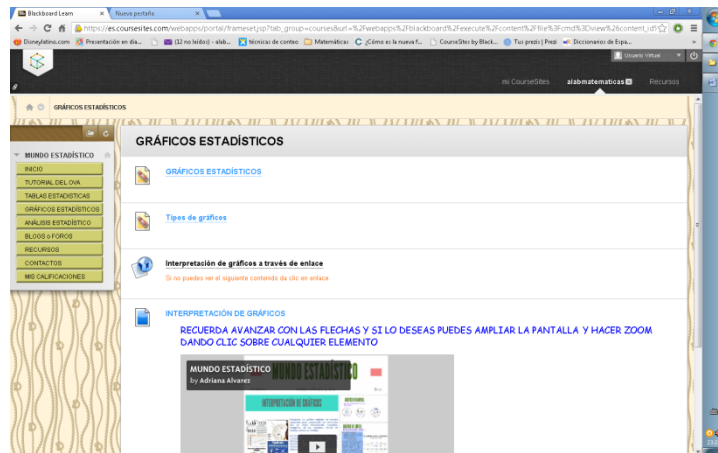 Blackboard Learn
Nueva pestaña
https://es.coursesites.com/webapps/portal/frameset.jsp?tab_group=courses&url=%2Fwebapps%2Fblackboard%2Fexecute%2Fcontent%2Ffile%3Fcmd%3Dview%26content_id
Disneylatino.com
Presentación en dia...
(12 no leídos) - alab...
técnicas de conteo
Matemáticas
¿Cómo es la nueva f...
CourseSites by Black...
Tus prezis | Prezi
Diccionarios de Espa...
Usuario Virtual
mi CourseSites
alabmatematicas
Recursos
GRÁFICOS ESTADÍSTICOS
MUNDO ESTADÍSTICO
INICIO
TUTORIAL DEL OVA
TABLAS ESTADISTICAS
GRÁFICOS ESTADÍSTICOS
ANÁLISIS ESTADÍSTICO
BLOGS o FOROS
RECURSOS
CONTACTOS
MIS CALIFICACIONES
GRÁFICOS ESTADÍSTICOS
GRÁFICOS ESTADÍSTICOS
Tipos de gráficos
Interpretación de gráficos a través de enlace
Si no puedes ver el siguiente contenido da clic en enlace
INTERPRETACIÓN DE GRÁFICOS
RECUERDA AVANZAR CON LAS FLECHAS Y SI LO DESEAS PUEDES AMPLIAR LA PANTALLA Y HACER ZOOM
DANDO CLIC SOBRE CUALQUIER ELEMENTO
MUNDO ESTADÍSTICO
by Adriana Alvarez
MUNDO ESTADÍSTICO
INTERPRETACIÓN DE GRÁFICOS